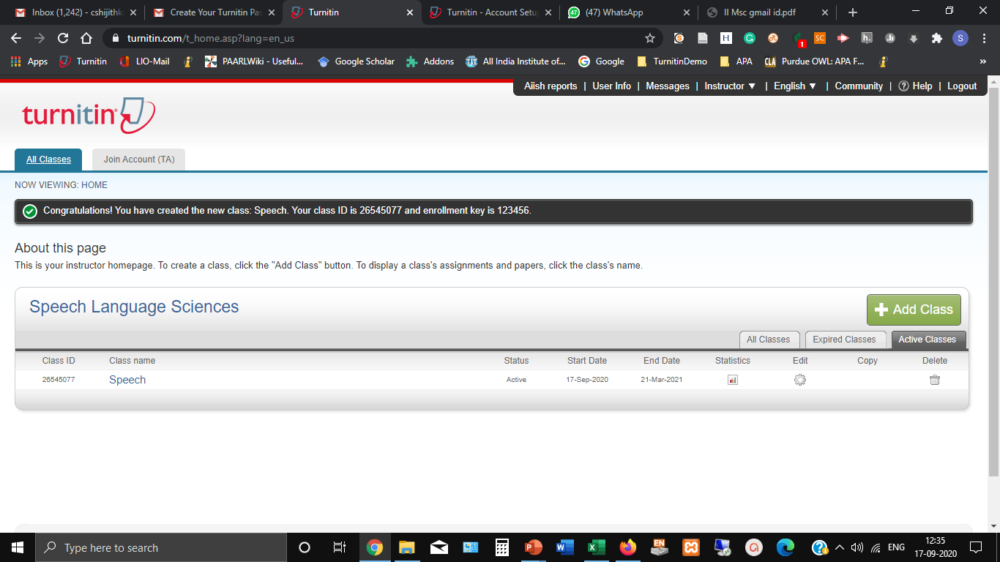 Inbox (1,242) - cshijithk
Create Your Turnitin Pas
Turnitin
Turnitin - Account Setup
(47) WhatsApp
II Msc gmail id.pdf
turnitin.com/t_home.asp?lang=en_us
Apps
Turnitin
LIO-Mail
PAARLWiki - Useful...
Google Scholar
Addons
All India Institute of...
Google
TurnitinDemo
APA
Purdue OWL: APA F...
Aiish reports | User Info | Messages | Instructor ▼ | English ▼ | Community | ? Help | Logout
turnitin
All Classes
Join Account (TA)
NOW VIEWING: HOME
Congratulations! You have created the new class: Speech. Your class ID is 26545077 and enrollment key is 123456.
About this page
This is your instructor homepage. To create a class, click the "Add Class" button. To display a class's assignments and papers, click the class's name.
Speech Language Sciences
Add Class
All Classes
Expired Classes
Active Classes
Class ID Class name Status Start Date End Date Statistics Edit Copy Delete
26545077 Speech Active 17-Sep-2020 21-Mar-2021
Type here to search
ENG
12:35
17-09-2020